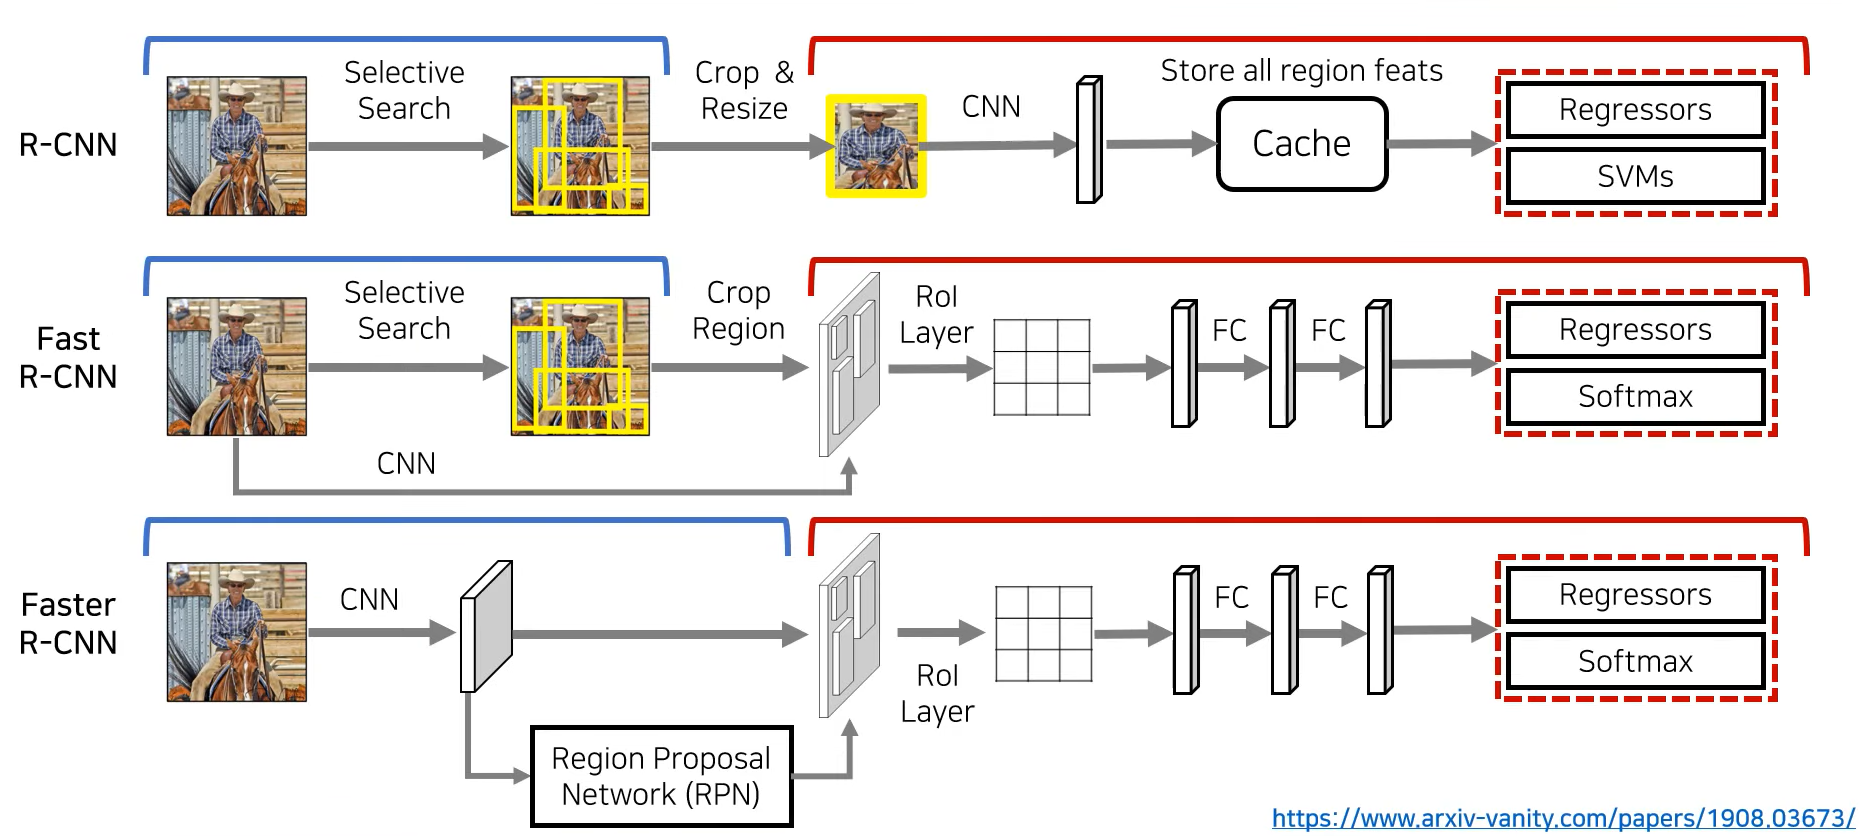 R-CNN
Selective
Search
Crop &
Resize
CNN
Store all region feats
Cache
Regressors
SVMs
Fast
R-CNN
Selective
Search
Crop
Region
CNN
RoI
Layer
FC
FC
Regressors
Softmax
Faster
R-CNN
CNN
Region Proposal
Network (RPN)
RoI
Layer
FC
FC
Regressors
Softmax
https://www.arxiv-vanity.com/papers/1908.03673/